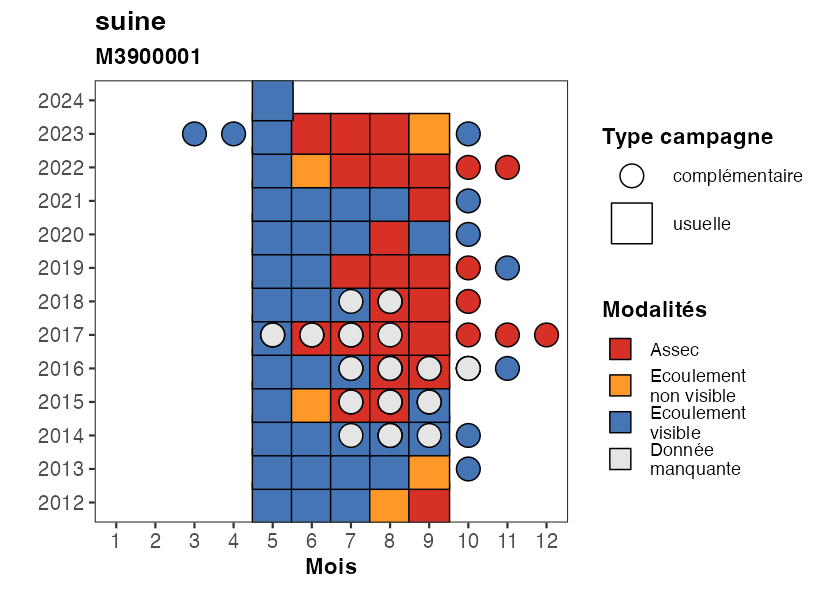 suine
M3900001
2024
2023
2022
2021
2020
2019
2018
2017
2016
2015
2014
2013
2012
1 2 3 4 5 6 7 8 9 10 11 12
Mois
Type campagne
complémentaire
usuelle
Modalités
Assec
Ecoulement
non visible
Ecoulement
visible
Donnée
manquante